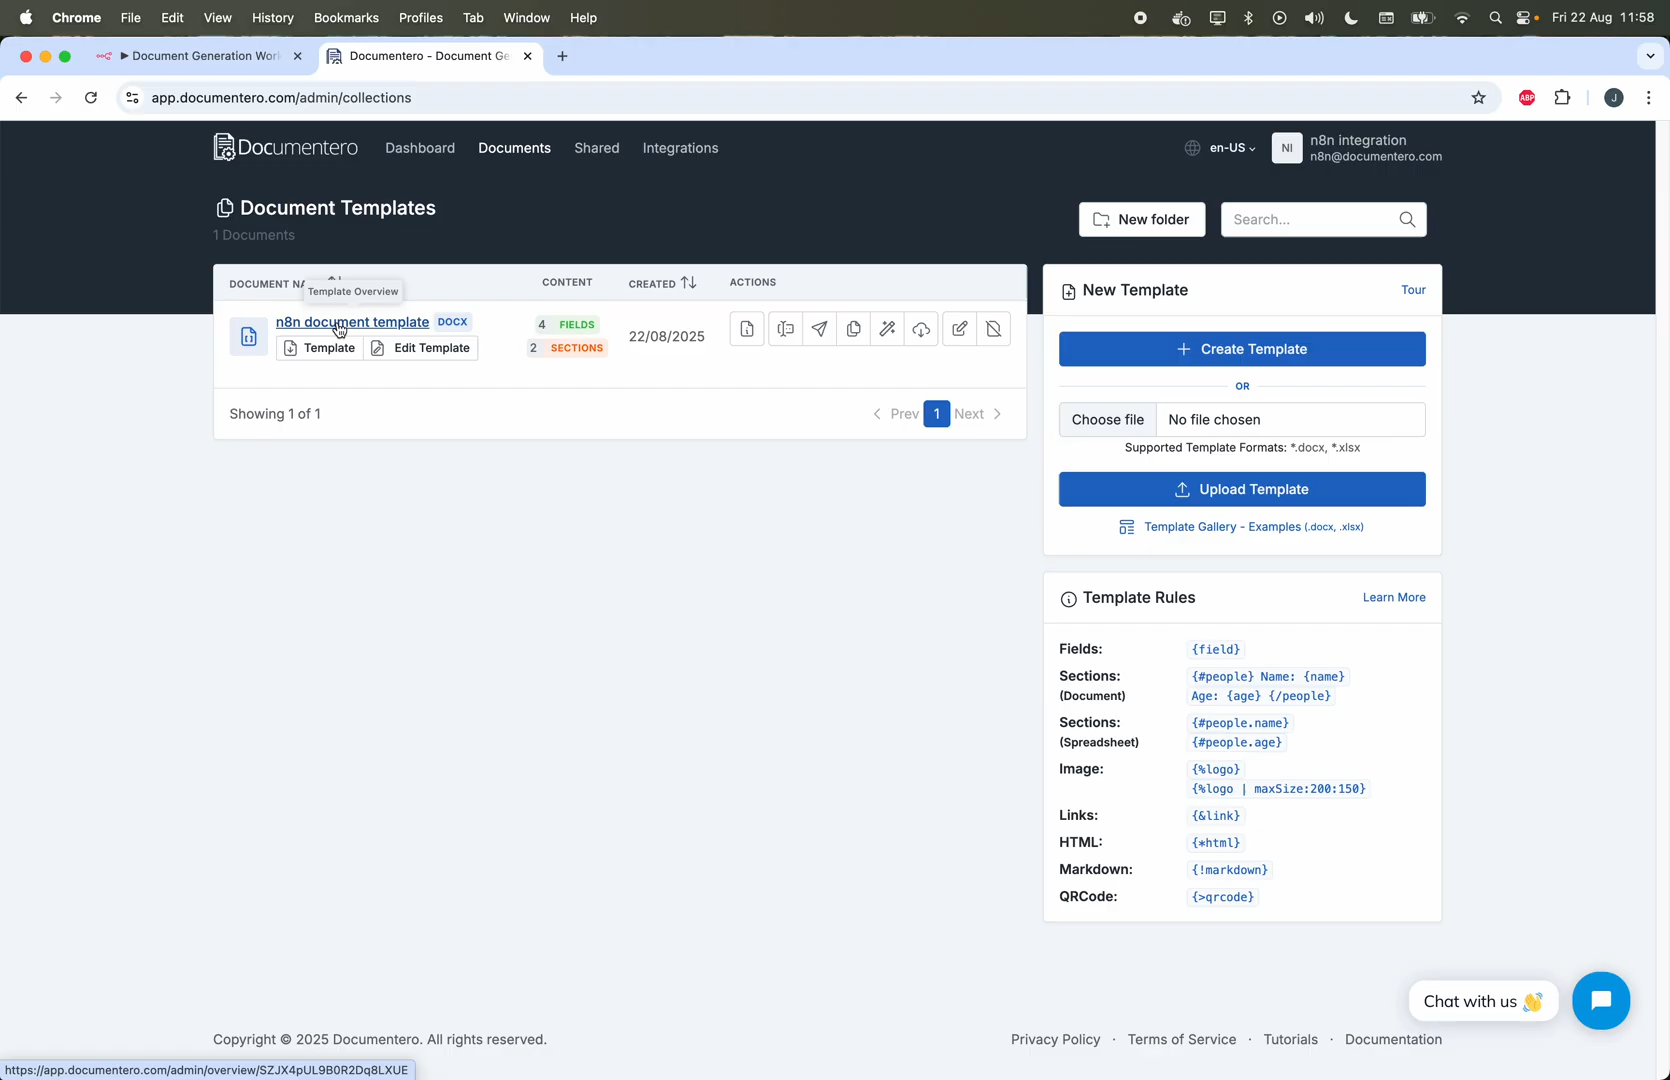 Chrome File Edit View History Bookmarks Profiles Tab Window Help Fri 22 Aug 11:58
Document Generation Wor
Documentero - Document Ge
app.documentero.com/admin/collections
ABP
J
Documentero
Dashboard Documents Shared Integrations
en-US
NI
n8n integration
n8n@documentero.com
Document Templates
1 Documents
New folder
Search...
DOCUMENT NA
CONTENT
CREATED
ACTIONS
Template Overview
n8n document template DOCX
Template
Edit Template
4 FIELDS
2 SECTIONS
22/08/2025
Showing 1 of 1
Prev 1 Next
New Template
Tour
Create Template
OR
Choose file No file chosen
Supported Template Formats: *.docx, *.xlsx
Upload Template
Template Gallery - Examples (.docx, .xlsx)
Template Rules
Learn More
Fields: {field}
Sections: {#people} Name: {name}
(Document) Age: {age} {/people}
Sections: {#people.name}
(Spreadsheet) {#people.age}
Image: {%logo}
{%logo | maxSize:200:150}
Links: {&link}
HTML: {*html}
Markdown: {!markdown}
QRCode: {>qrcode}
Chat with us 👋
Copyright © 2025 Documentero. All rights reserved.
Privacy Policy · Terms of Service · Tutorials · Documentation
https://app.documentero.com/admin/overview/SZJX4pUL9B0R2Dq8LXUE